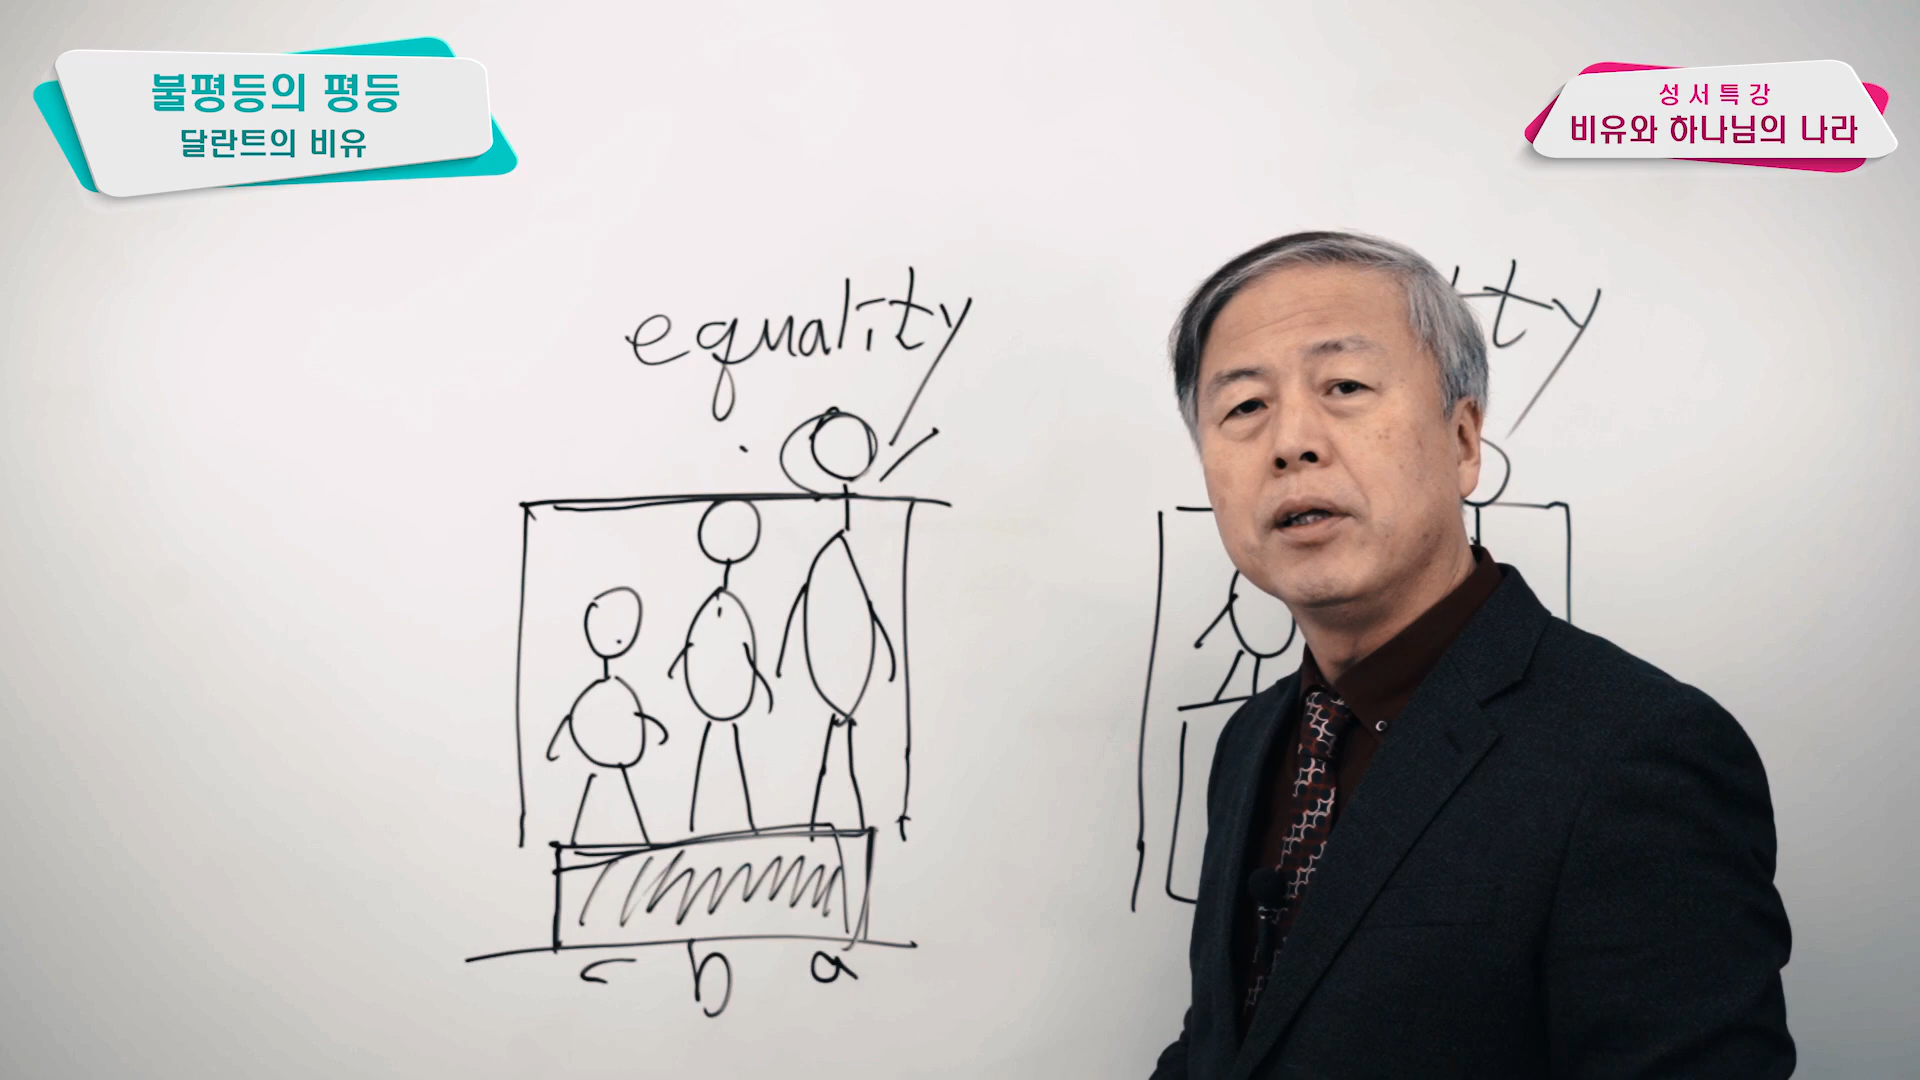 불평등의 평등
달란트의 비유
성서특강
비유와 하나님의 나라
equality
ty
c b a